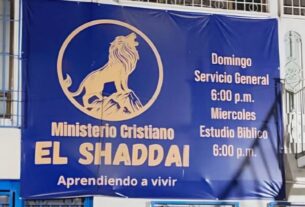 Ministerio Cristiano
EL SHADDAI
Aprendiendo a vivir
Domingo
Servicio General
6:00 p.m.
Miercoles
Estudio Biblico
6:00 p.m.